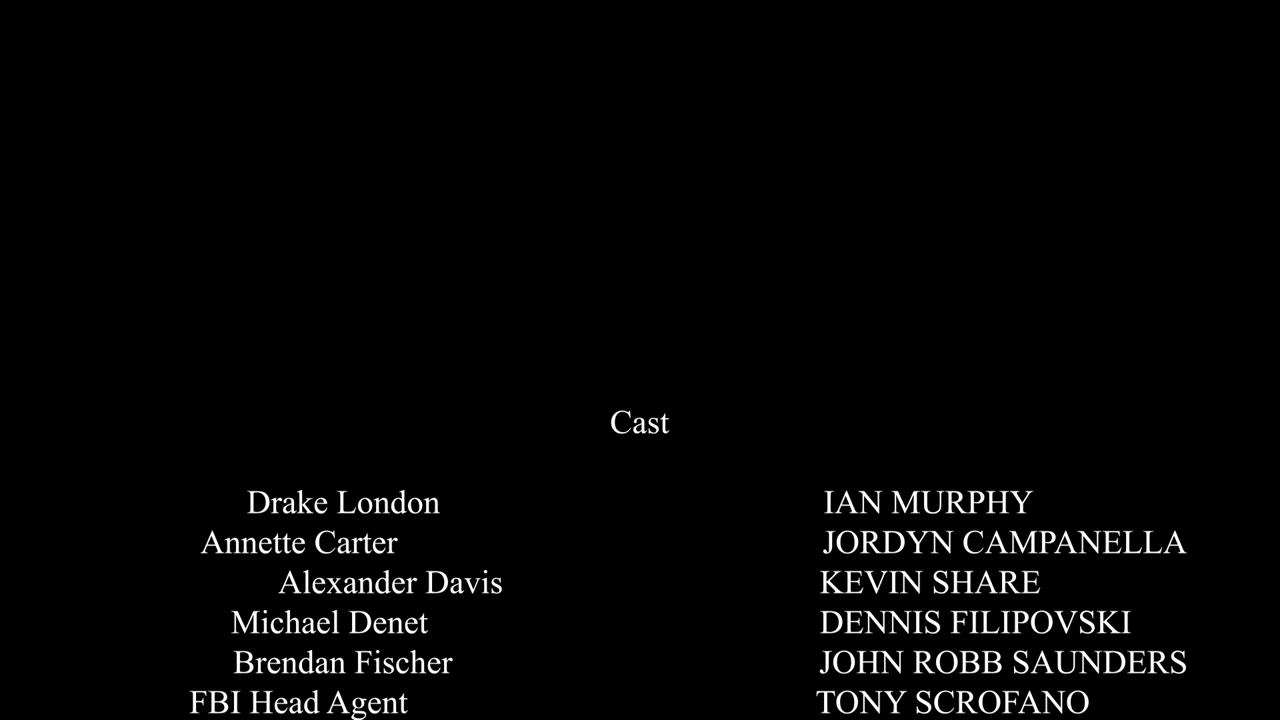 Cast
Drake London IAN MURPHY
Annette Carter JORDYN CAMPANELLA
Alexander Davis KEVIN SHARE
Michael Denet DENNIS FILIPOVSKI
Brendan Fischer JOHN ROBB SAUNDERS
FBI Head Agent TONY SCROFANO